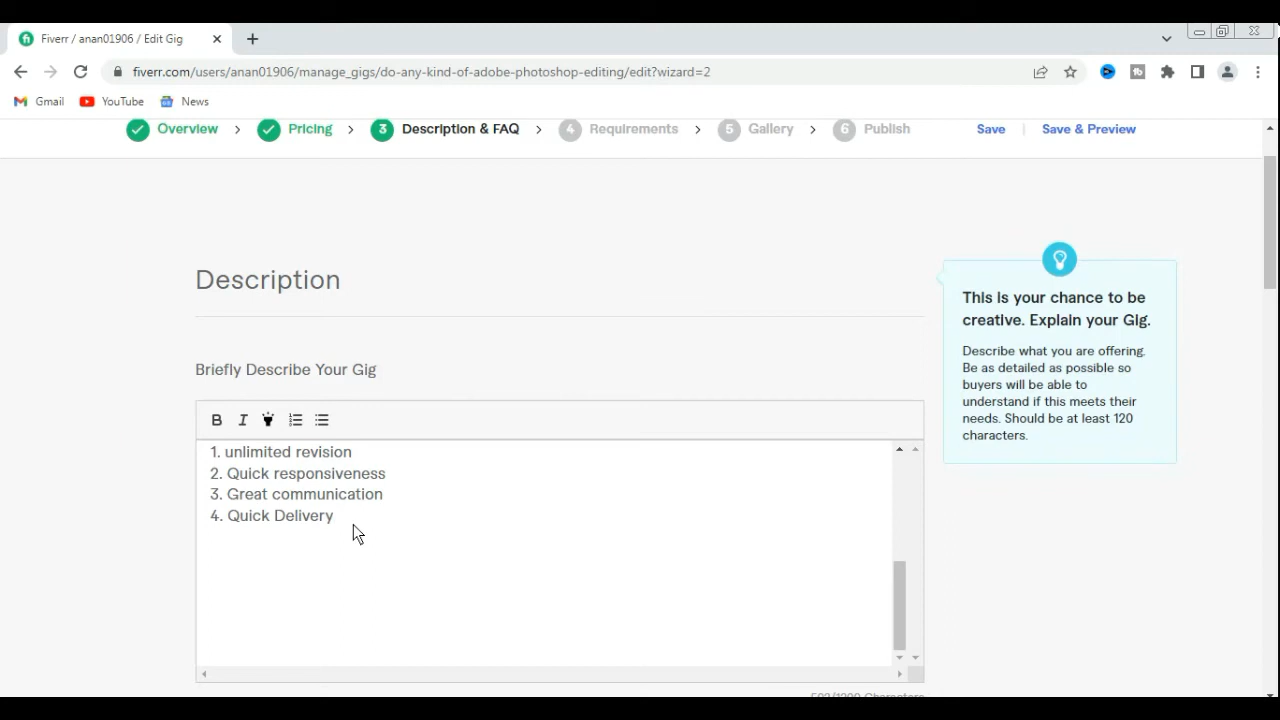 Fiverr / anan01906 / Edit Gig
fiverr.com/users/anan01906/manage_gigs/do-any-kind-of-adobe-photoshop-editing/edit?wizard=2
Gmail YouTube News
Overview Pricing 3 Description & FAQ 4 Requirements 5 Gallery 6 Publish Save Save & Preview
Description
This is your chance to be
creative. Explain your Gig.
Describe what you are offering.
Be as detailed as possible so
buyers will be able to
understand if this meets their
needs. Should be at least 120
characters.
Briefly Describe Your Gig
B I
1. unlimited revision
2. Quick responsiveness
3. Great communication
4. Quick Delivery